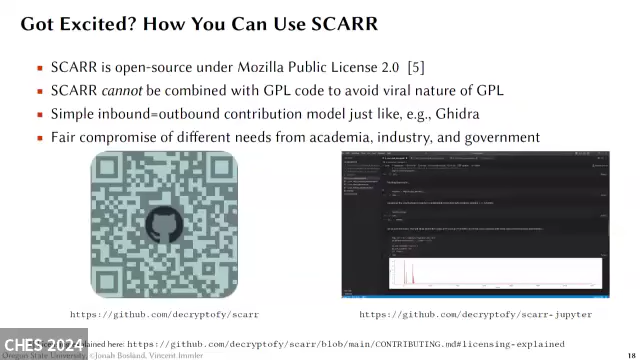 Got Excited? How You Can Use SCARR
SCARR is open-source under Mozilla Public License 2.0 [5]
SCARR cannot be combined with GPL code to avoid viral nature of GPL
Simple inbound=outbound contribution model just like, e.g., Ghidra
Fair compromise of different needs from academia, industry, and government
https://github.com/decryptofy/scarr
https://github.com/decryptofy/scarr-jupyter
CHES 2024
explained here: https://github.com/decryptofy/scarr/blob/main/CONTRIBUTING.md#licensing-explained
Oregon State University, ©Jonah Bosland, Vincent Immler
18